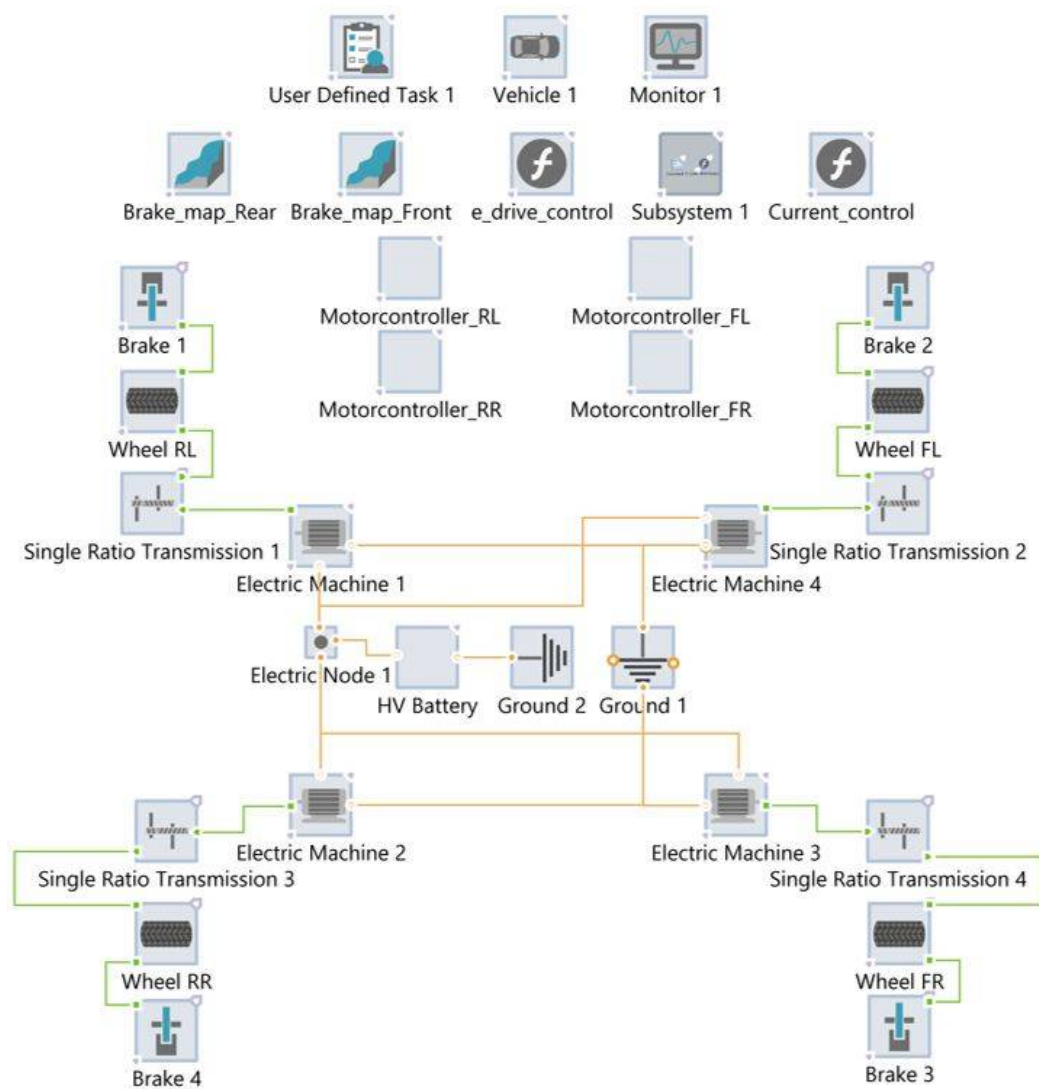 User Defined Task 1
Vehicle 1
Monitor 1
Brake_map_Rear
Brake_map_Front
e_drive_control
Subsystem 1
Current_control
Motorcontroller_RL
Motorcontroller_FL
Brake 1
Brake 2
Motorcontroller_RR
Motorcontroller_FR
Wheel RL
Wheel FL
Single Ratio Transmission 1
Single Ratio Transmission 2
Electric Machine 1
Electric Machine 4
Electric Node 1
HV Battery
Ground 2
Ground 1
Electric Machine 2
Electric Machine 3
Single Ratio Transmission 3
Single Ratio Transmission 4
Wheel RR
Wheel FR
Brake 4
Brake 3